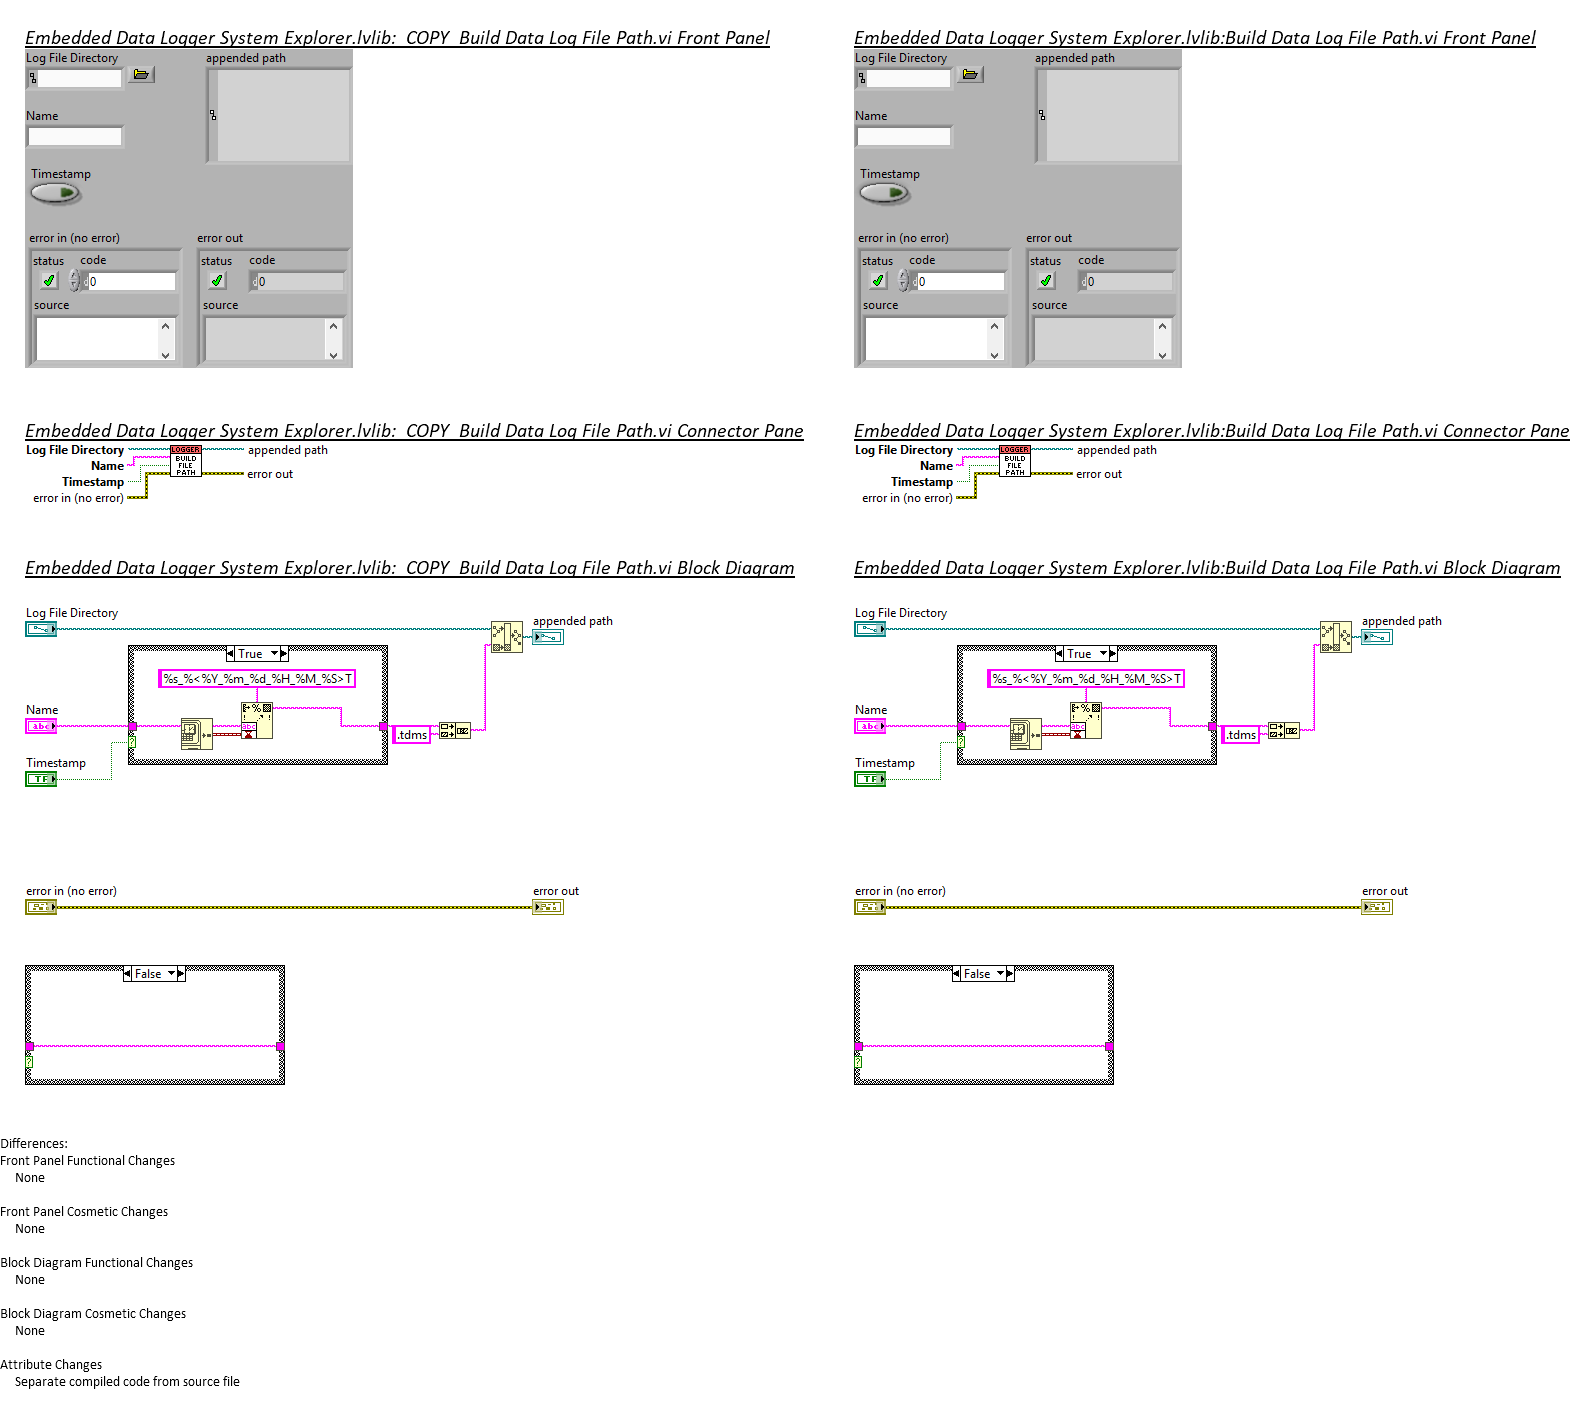 Embedded Data Logger System Explorer.lvlib:  COPY  Build Data Log File Path.vi Front Panel
Log File Directory
appended path
Name
Timestamp
error in (no error)
error out
status
code
status
code
0
0
source
source
Embedded Data Logger System Explorer.lvlib:Build Data Log File Path.vi Front Panel
Log File Directory
appended path
Name
Timestamp
error in (no error)
error out
status
code
status
code
0
0
source
source
Embedded Data Logger System Explorer.lvlib:  COPY  Build Data Log File Path.vi Connector Pane
Log File Directory
Name
Timestamp
error in (no error)
LOGGER
BUILD
FILE
PATH
appended path
error out
Embedded Data Logger System Explorer.lvlib:Build Data Log File Path.vi Connector Pane
Log File Directory
Name
Timestamp
error in (no error)
LOGGER
BUILD
FILE
PATH
appended path
error out
Embedded Data Logger System Explorer.lvlib:  COPY  Build Data Log File Path.vi Block Diagram
Log File Directory
appended path
True
%s_%<%Y_%m_%d_%H_%M_%S>T
Name
abc
abc
.tdms
Timestamp
TF
?
error in (no error)
error out
False
?
Embedded Data Logger System Explorer.lvlib:Build Data Log File Path.vi Block Diagram
Log File Directory
appended path
True
%s_%<%Y_%m_%d_%H_%M_%S>T
Name
abc
abc
.tdms
Timestamp
TF
?
error in (no error)
error out
False
?
Differences:
Front Panel Functional Changes
None
Front Panel Cosmetic Changes
None
Block Diagram Functional Changes
None
Block Diagram Cosmetic Changes
None
Attribute Changes
Separate compiled code from source file